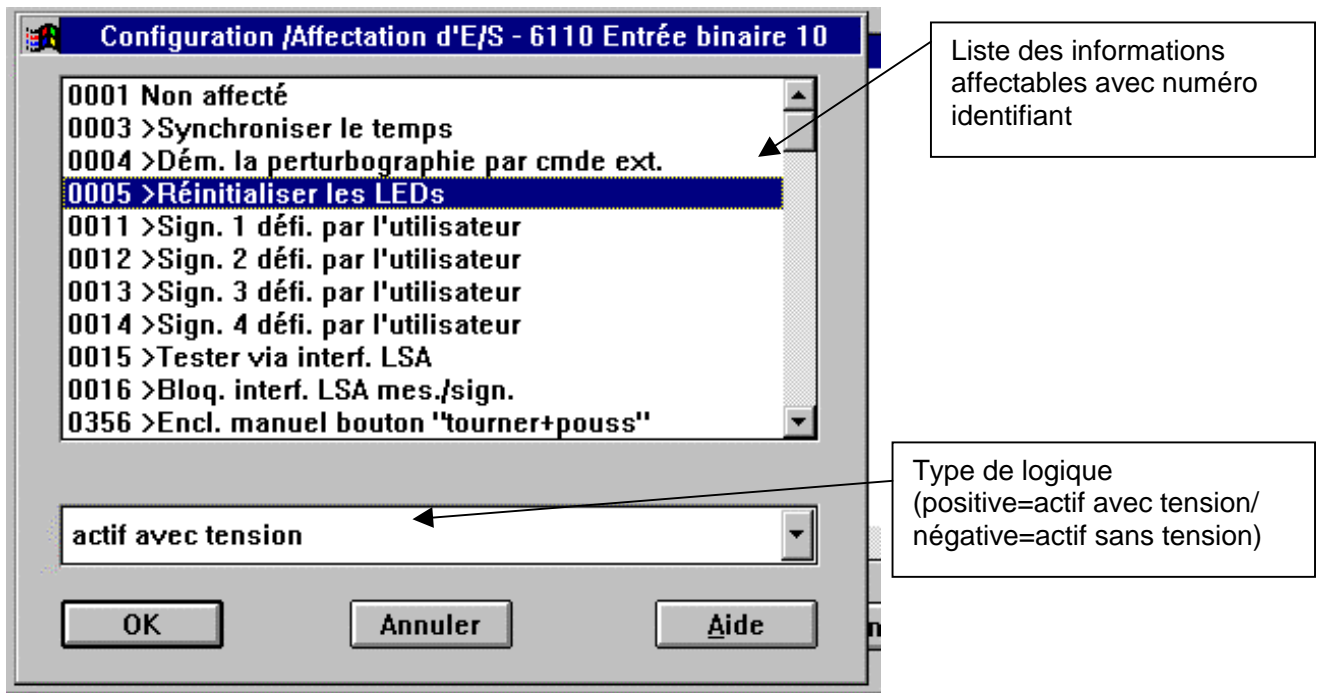 Configuration /Affectation d'E/S - 6110 Entrée binaire 10
0001 Non affecté
0003 >Synchroniser le temps
0004 >Dém. la perturbographie par cmde ext.
0005 >Réinitialiser les LEDs
0011 >Sign. 1 défi. par l'utilisateur
0012 >Sign. 2 défi. par l'utilisateur
0013 >Sign. 3 défi. par l'utilisateur
0014 >Sign. 4 défi. par l'utilisateur
0015 >Tester via interf. LSA
0016 >Bloq. interf. LSA mes./sign.
0356 >Encl. manuel bouton "tourner+pouss"
actif avec tension
OK
Annuler
Aide
n
Liste des informations
affectables avec numéro
identifiant
Type de logique
(positive=actif avec tension/
négative=actif sans tension)